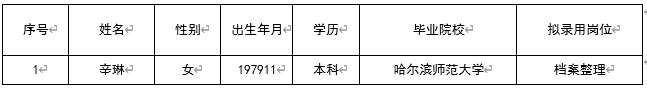 序号 姓名 性别 出生年月 学历 毕业院校 拟录用岗位
1 辛琳 女 197911 本科 哈尔滨师范大学 档案整理